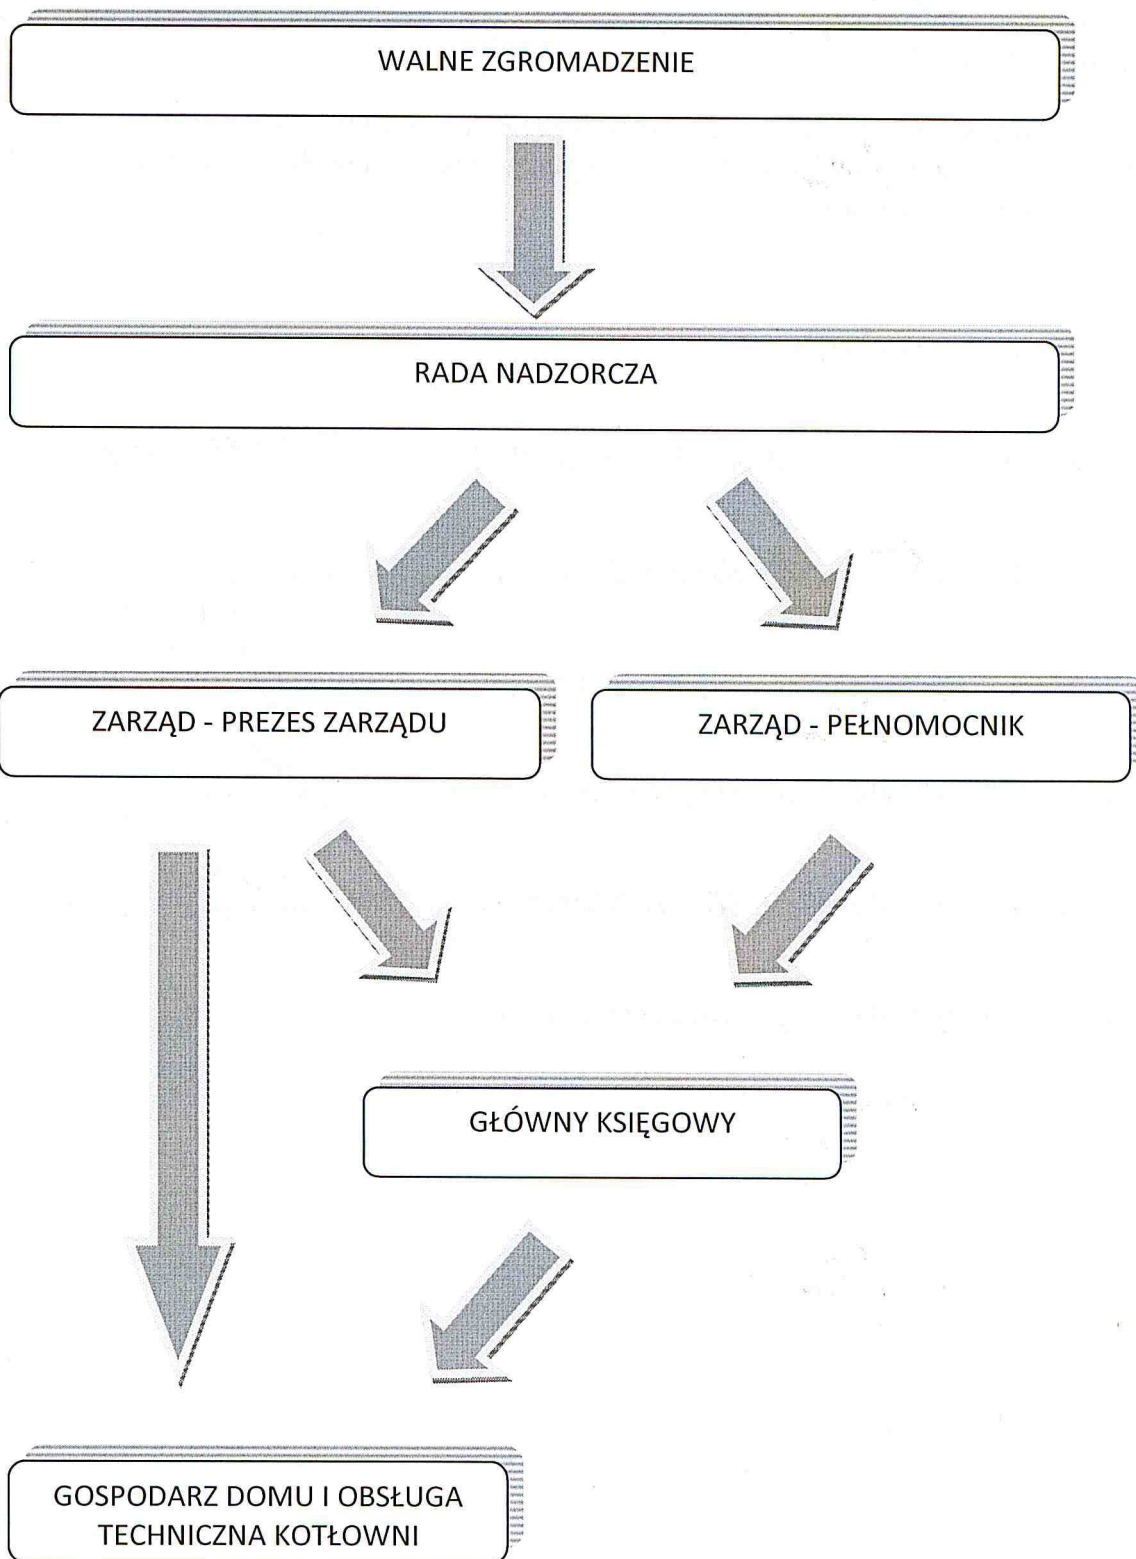 WALNE ZGROMADZENIE
RADA NADZORCZA
ZARZĄD - PREZES ZARZĄDU
ZARZĄD - PEŁNOMOCNIK
GŁÓWNY KSIĘGOWY
GOSPODARZ DOMU I OBSŁUGA
TECHNICZNA KOTŁOWNI